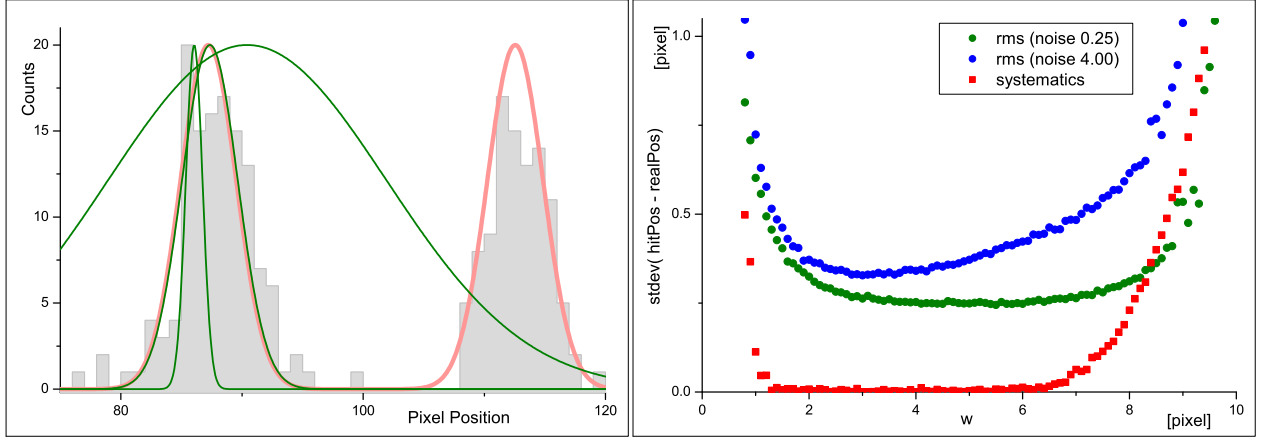 Counts
20
15
10
5
0
80
100
120
Pixel Position
[pixel]
stdev( hitPos - realPos)
1.0
0.5
0.0
rms (noise 0.25)
rms (noise 4.00)
systematics
0
2
4
6
8
10
w
[pixel]